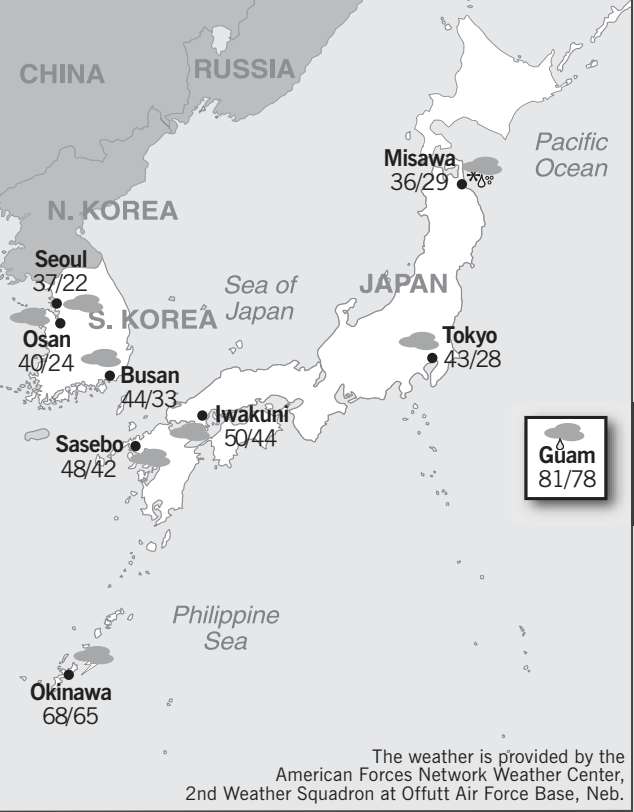 CHINA
RUSSIA
Pacific
Ocean
Misawa
36/29
N. KOREA
Seoul
37/22
Sea of
Japan
JAPAN
S. KOREA
Osan
40/24
Tokyo
43/28
Busan
44/33
Iwakuni
50/44
Sasebo
48/42
Guam
81/78
Philippine
Sea
Okinawa
68/65
The weather is provided by the
American Forces Network Weather Center,
2nd Weather Squadron at Offutt Air Force Base, Neb.